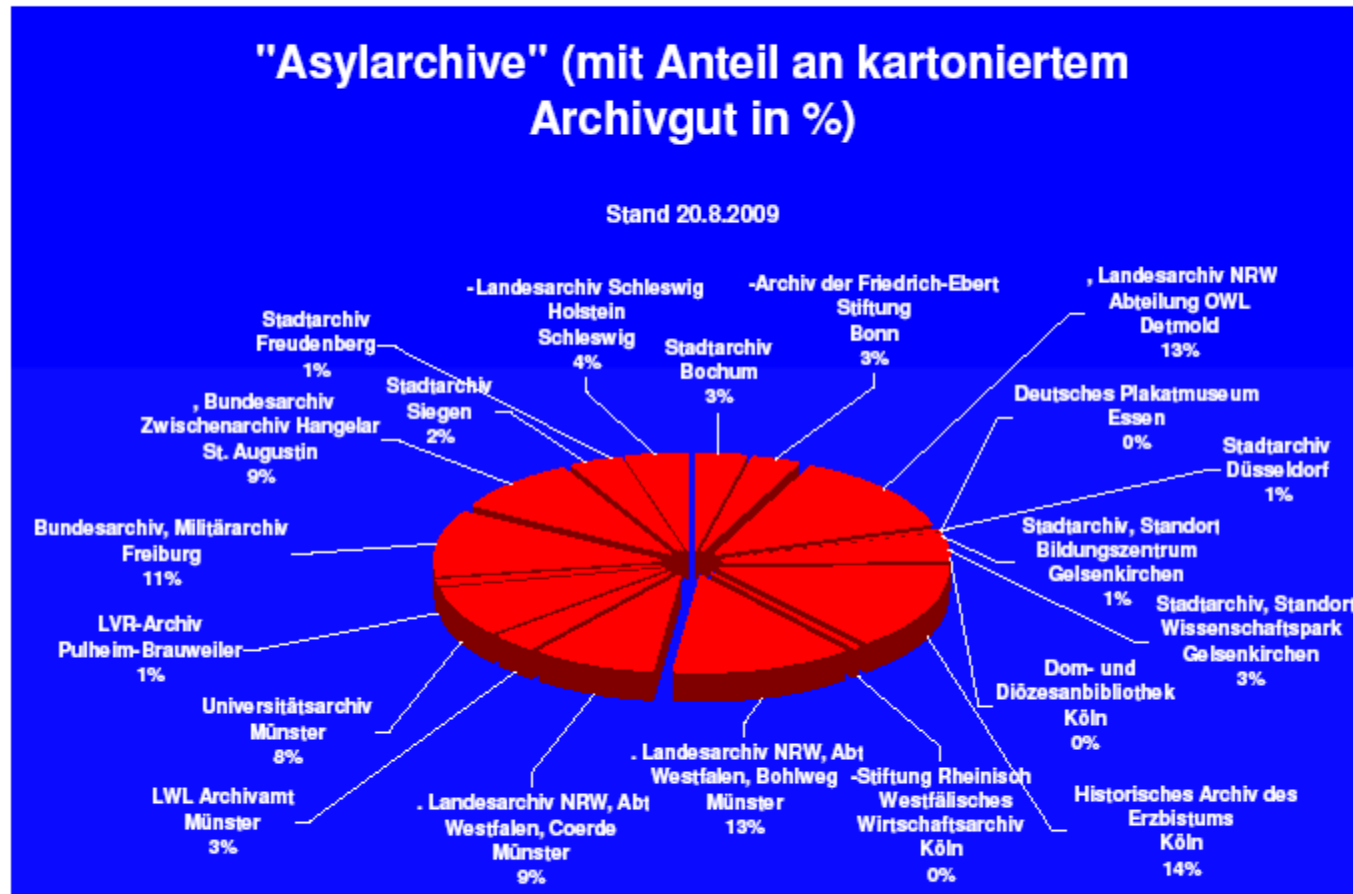 "Asylarchive" (mit Anteil an kartoniertem
Archivgut in %)
Stand 20.8.2009
-Landesarchiv Schleswig
Holstein
Schleswig
4%
Stadtarchiv
Bochum
3%
-Archiv der Friedrich-Ebert
Stiftung
Bonn
3%
, Landesarchiv NRW
Abteilung OWL
Detmold
13%
Deutsches Plakatmuseum
Essen
0%
Stadtarchiv
Düsseldorf
1%
Stadtarchiv, Standort
Bildungszentrum
Gelsenkirchen
1%
Stadtarchiv, Standort
Wissenschaftspark
Gelsenkirchen
3%
Dom- und
Diözesanbibliothek
Köln
0%
Historisches Archiv des
Erzbistums
Köln
14%
-Stiftung Rheinisch
Westfälisches
Wirtschaftsarchiv
Köln
0%
. Landesarchiv NRW, Abt
Westfalen, Bohlweg
Münster
13%
. Landesarchiv NRW, Abt
Westfalen, Coerde
Münster
9%
LWL Archivamt
Münster
3%
Universitätsarchiv
Münster
8%
LVR-Archiv
Pulheim-Brauweiler
1%
Bundesarchiv, Militärarchiv
Freiburg
11%
, Bundesarchiv
Zwischenarchiv Hangelar
St. Augustin
9%
Stadtarchiv
Siegen
2%
Stadtarchiv
Freudenberg
1%